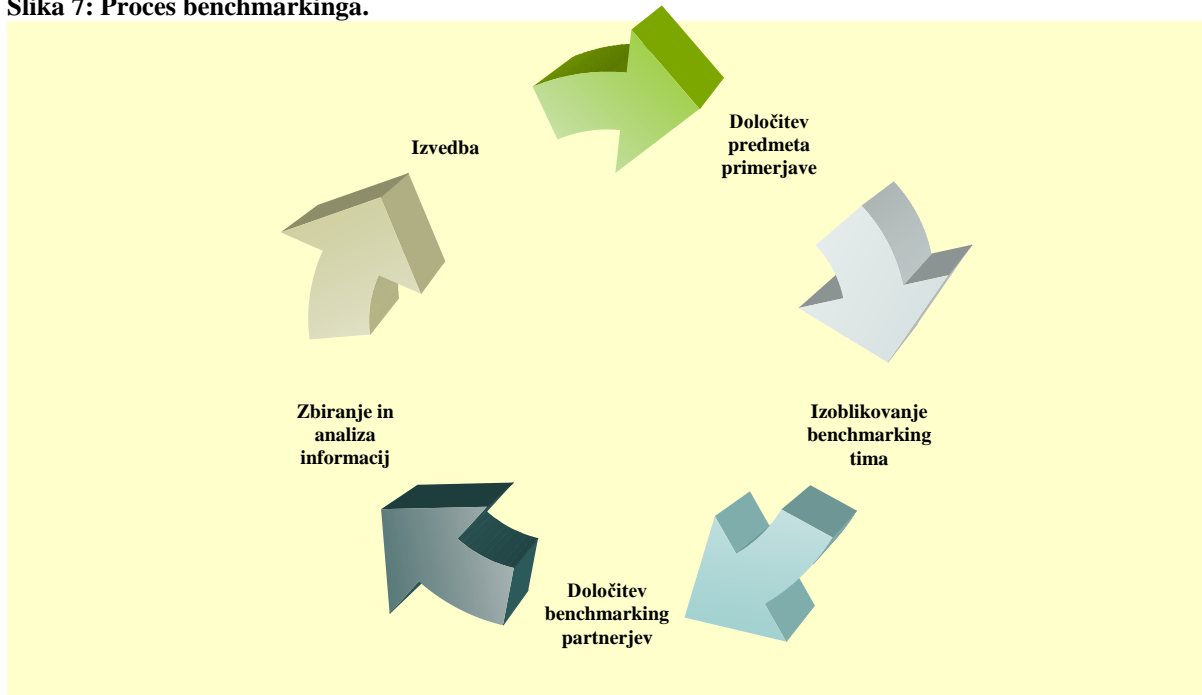 Slika 7: Proces benchmarkinga.
Določitev
predmeta
primerjave
Izoblikovanje
benchmarking
tima
Določitev
benchmarking
partnerjev
Zbiranje in
analiza
informacij
Izvedba